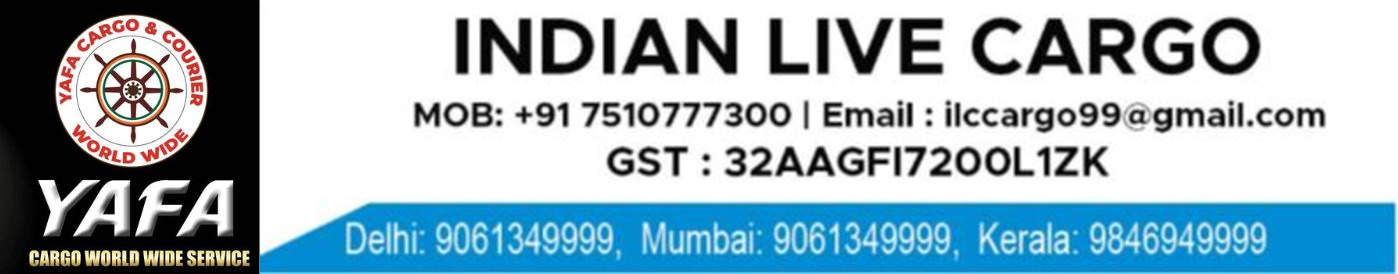 YAFA CARGO & COURIER
WORLD WIDE
YAFA
CARGO WORLD WIDE SERVICE
INDIAN LIVE CARGO
MOB: +91 7510777300 | Email : ilccargo99@gmail.com
GST : 32AAGFI7200L1ZK
Delhi: 9061349999, Mumbai: 9061349999, Kerala: 9846949999